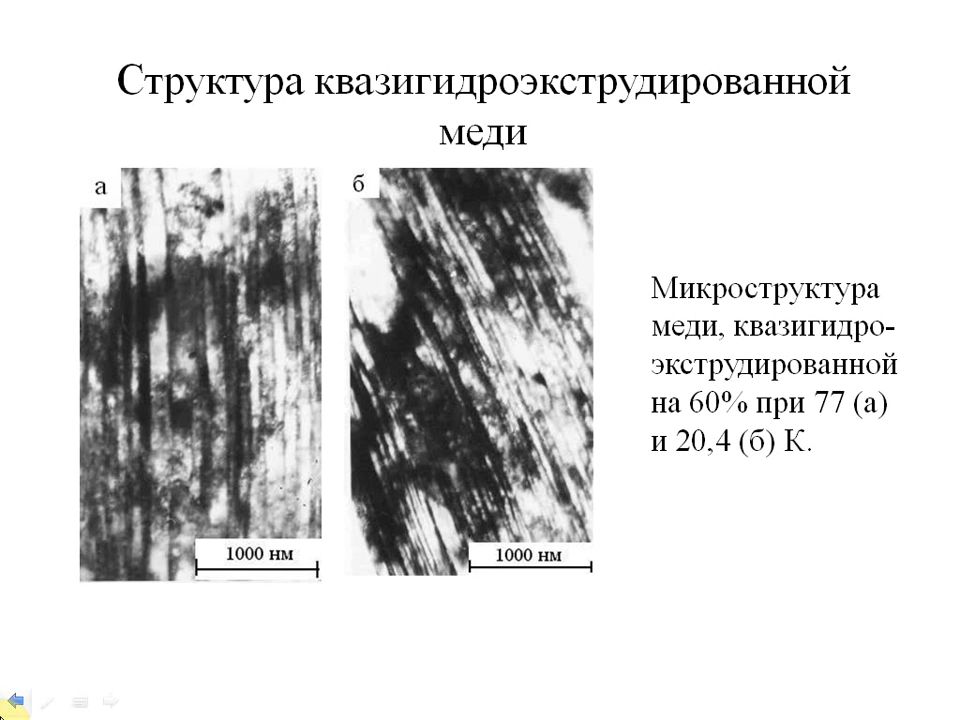 Структура квазигидроэкструдированной
меди
а
б
1000 нм
1000 нм
Микроструктура
меди, квазигидро-
экструдированной
на 60% при 77 (а)
и 20,4 (б) К.